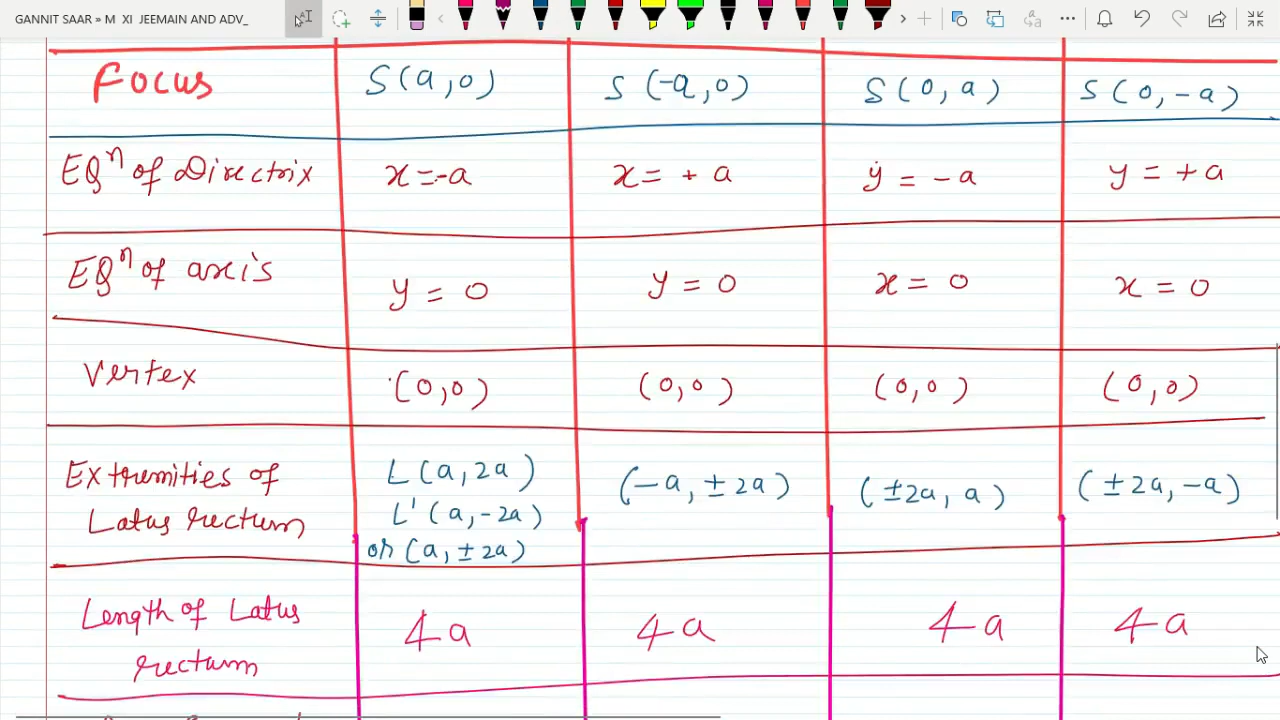 GANNIT SAAR » M XI JEEMAIN AND ADV_
Focus S(a,0) S(-a,0) S(0,a) S(0,-a)
EQⁿ of Directrix x=-a x= +a y = -a y = +a
EQⁿ of axis y = 0 y = 0 x = 0 x = 0
Vertex (0,0) (0,0) (0,0) (0,0)
Extremities of L(a,2a) (-a,±2a) (±2a, a) (±2a,-a)
Latus rectum L'(a,-2a)
or (a,±2a)
Length of Latus 4a 4a 4a 4a
rectum